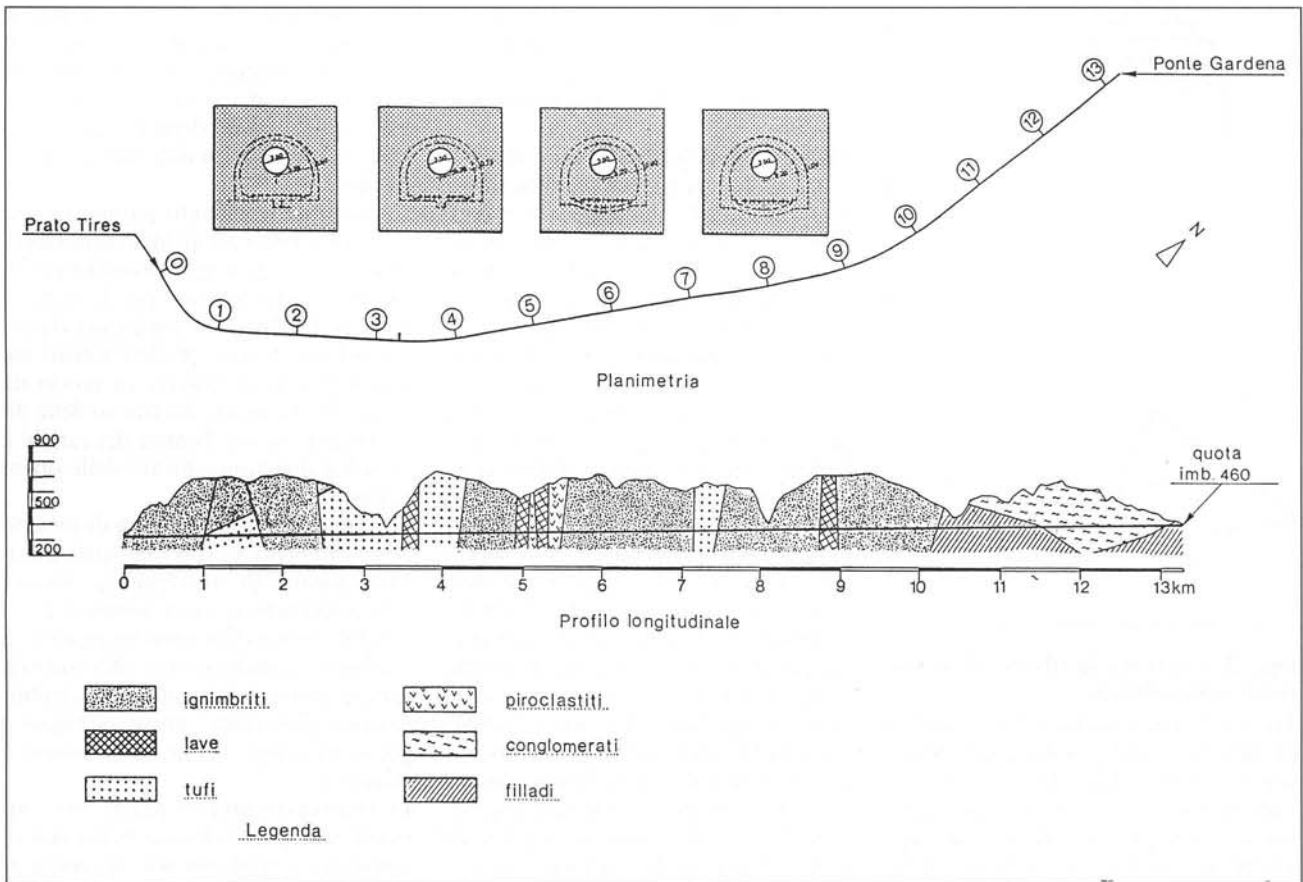 Ponte Gardena
Prato Tires
0
1
2
3
4
5
6
7
8
9
10
11
12
13
N
Planimetria
900
500
200
quota
imb. 460
0 1 2 3 4 5 6 7 8 9 10 11 12 13km
Profilo longitudinale
ignimbriti
piroclastiti
lave
conglomerati
tufi
filladi
Legenda